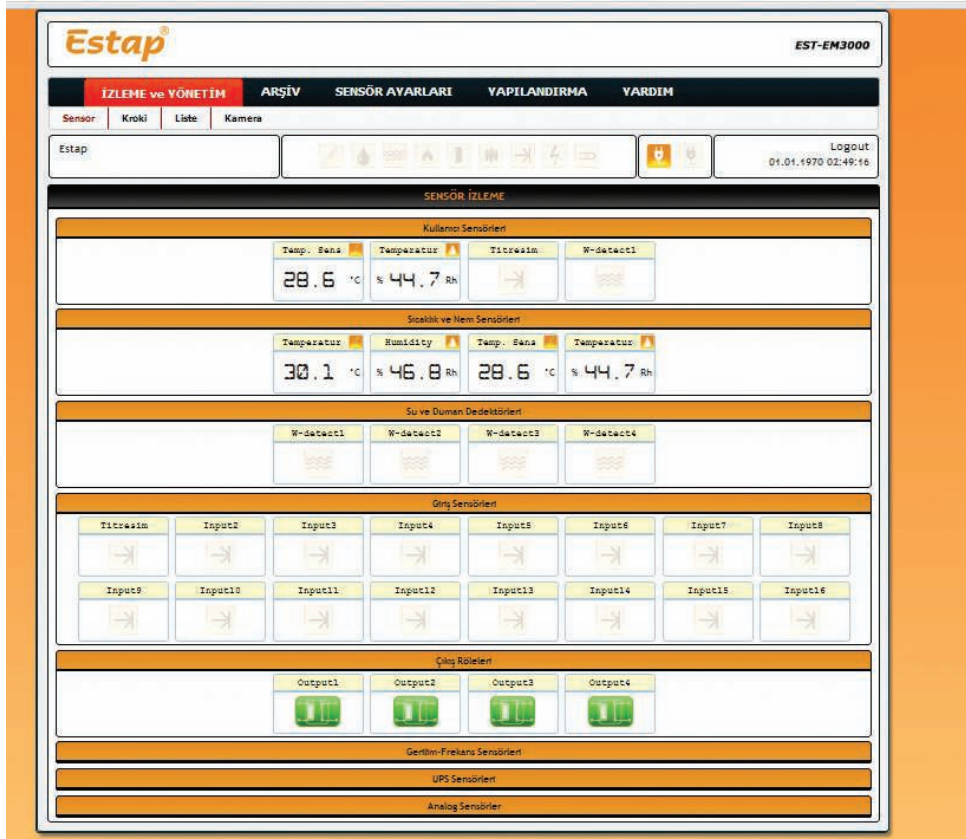 Estap®
EST-EM3000
İZLEME ve YÖNETİM ARŞİV SENSÖR AYARLARI YAPILANDIRMA YARDIM
Sensor Kroki Liste Kamera
Estap
Logout
01.01.1970 02:49:16
SENSÖR İZLEME
Kullanıcı Sensörleri
Temp. Sens Temperatur Titresim W-detect1
28.6 °C % 44.7 Rh
Sıcaklık ve Nem Sensörleri
Temperatur Humidity Temp. Sens Temperatur
30.1 °C % 46.8 Rh 28.6 °C % 44.7 Rh
Su ve Duman Dedektörleri
W-detect1 W-detect2 W-detect3 W-detect4
Giriş Sensörleri
Titresim Input2 Input3 Input4 Input5 Input6 Input7 Input8
Input9 Input10 Input11 Input12 Input13 Input14 Input15 Input16
Çıkış Röleleri
Output1 Output2 Output3 Output4
Gerilim-Frekans Sensörleri
UPS Sensörleri
Analog Sensörler